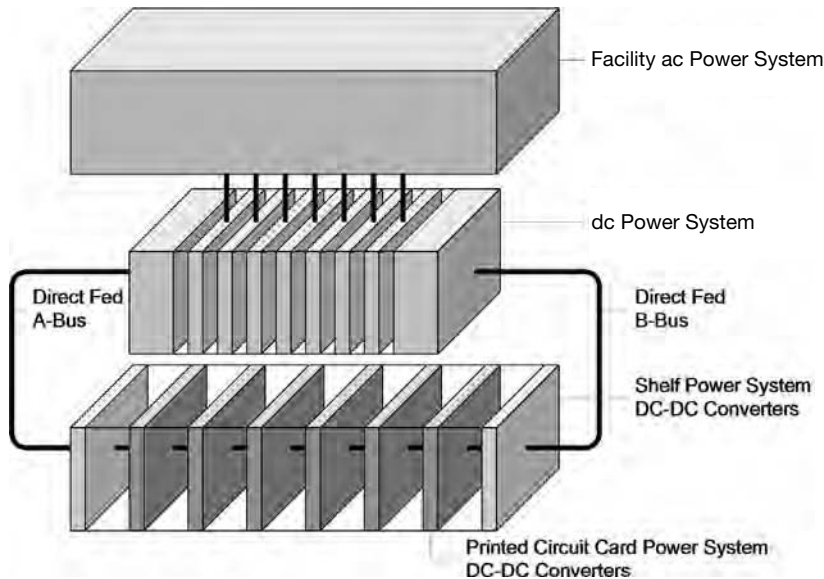 Facility ac Power System
dc Power System
Direct Fed
A-Bus
Direct Fed
B-Bus
Shelf Power System
DC-DC Converters
Printed Circuit Card Power System
DC-DC Converters